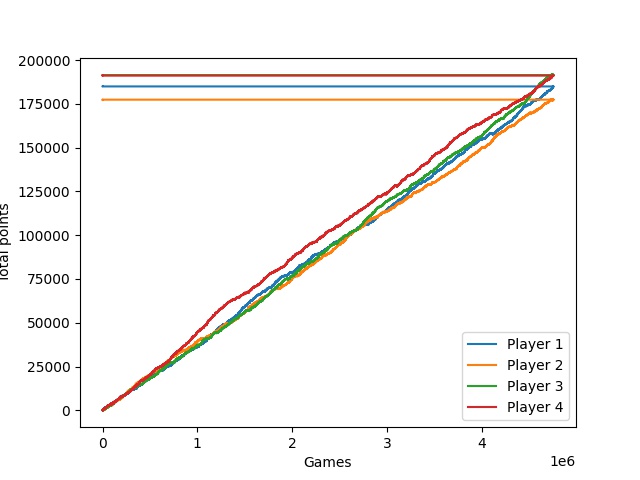 200000
175000
150000
125000
100000
75000
50000
25000
0
Total points
0
1
2
3
4
1e6
Games
Player 1
Player 2
Player 3
Player 4